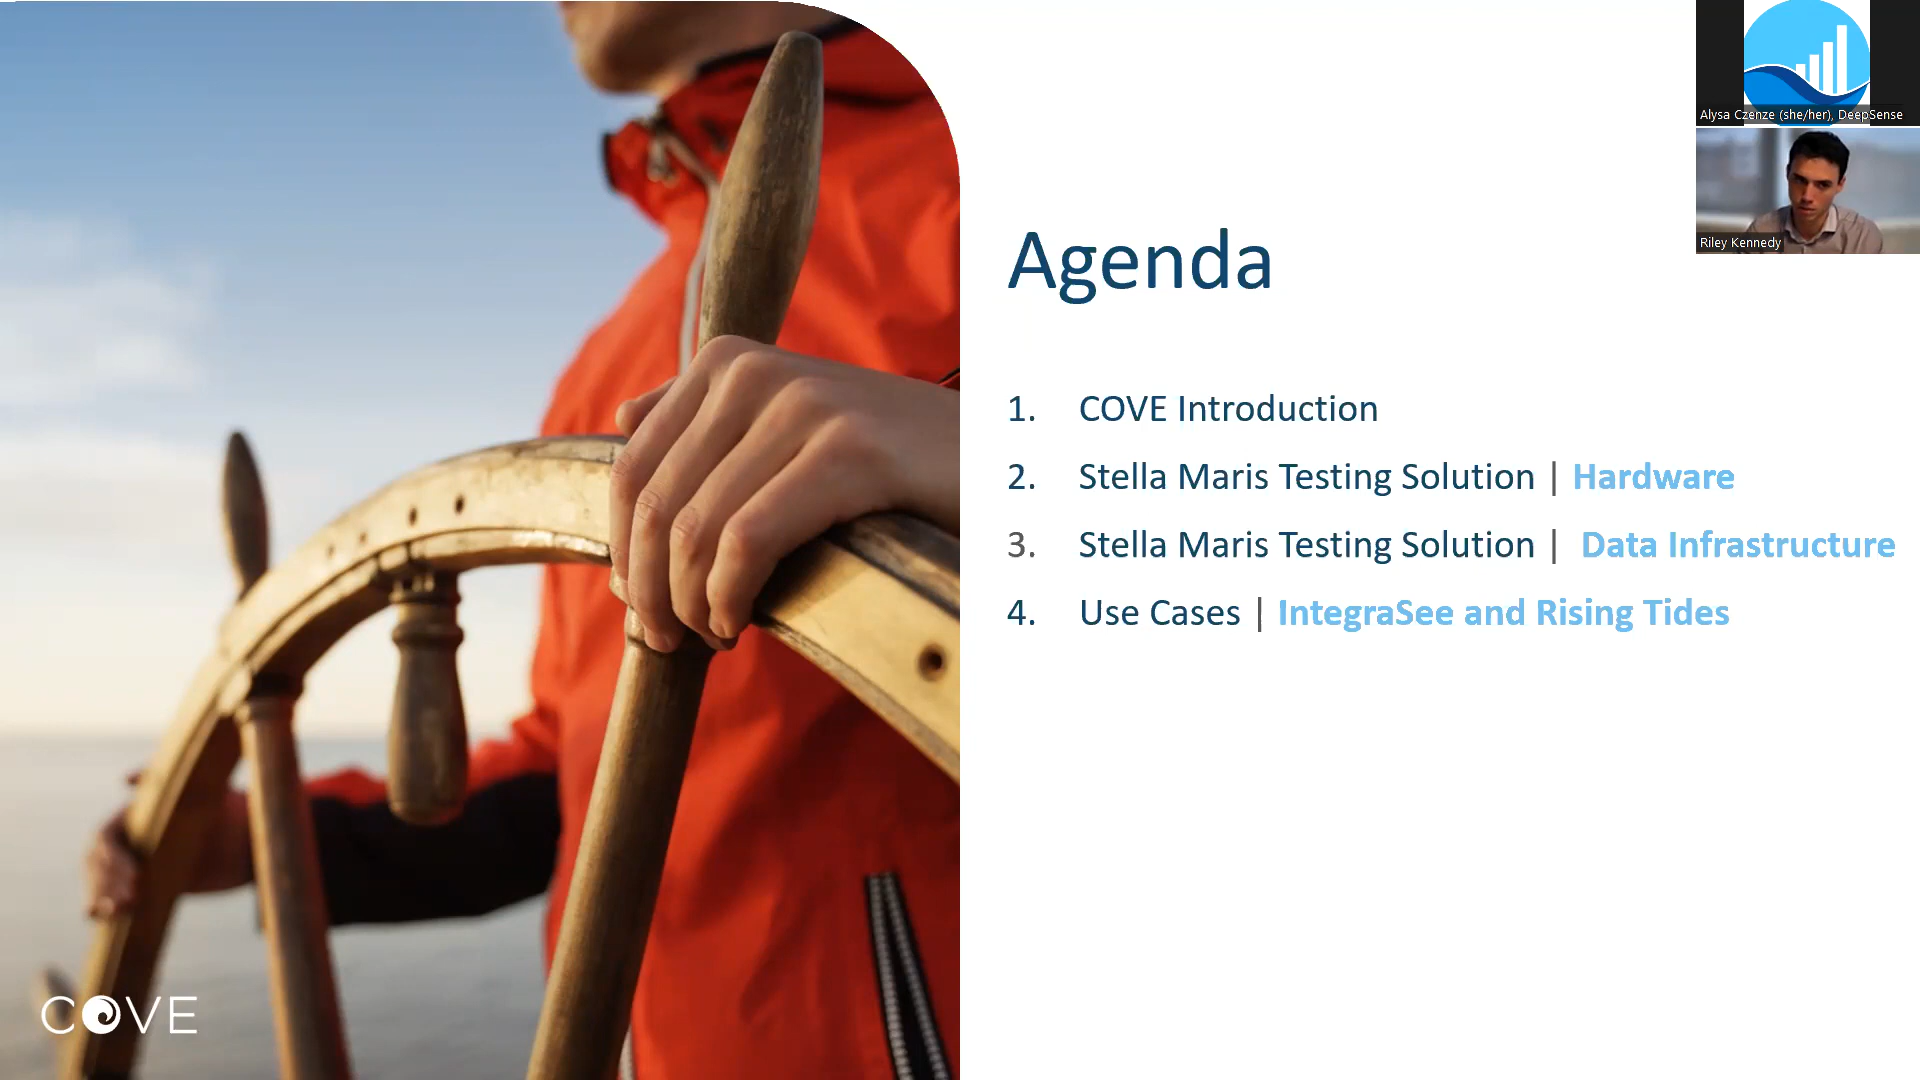 Agenda
1. COVE Introduction
2. Stella Maris Testing Solution | Hardware
3. Stella Maris Testing Solution | Data Infrastructure
4. Use Cases | IntegraSee and Rising Tides
COVE
Alysa Czenze (she/her), DeepSense
Riley Kennedy